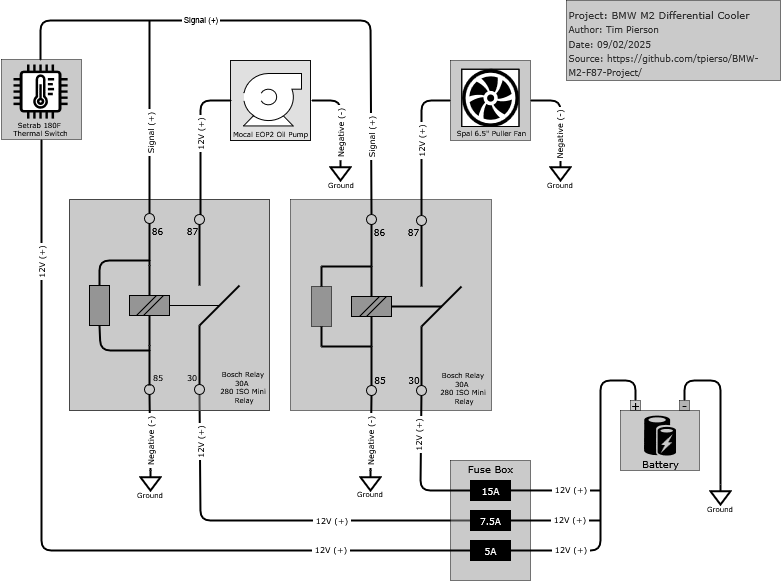 Project: BMW M2 Differential Cooler
Author: Tim Pierson
Date: 09/02/2025
Source: https://github.com/tpierso/BMW-
M2-F87-Project/
Signal (+)
Setrab 180F
Thermal Switch
Mocal EOP2 Oil Pump
Spal 6.5" Puller Fan
Signal (+)
12V (+)
Negative (-)
Signal (+)
12V (+)
Negative (-)
Ground
Ground
86
87
86
87
12V (+)
85
30
Bosch Relay
30A
280 ISO Mini
Relay
85
30
Bosch Relay
30A
280 ISO Mini
Relay
Negative (-)
12V (+)
Negative (-)
12V (+)
Ground
Ground
+
-
Battery
Ground
Fuse Box
15A
12V (+)
12V (+)
7.5A
12V (+)
12V (+)
5A
12V (+)